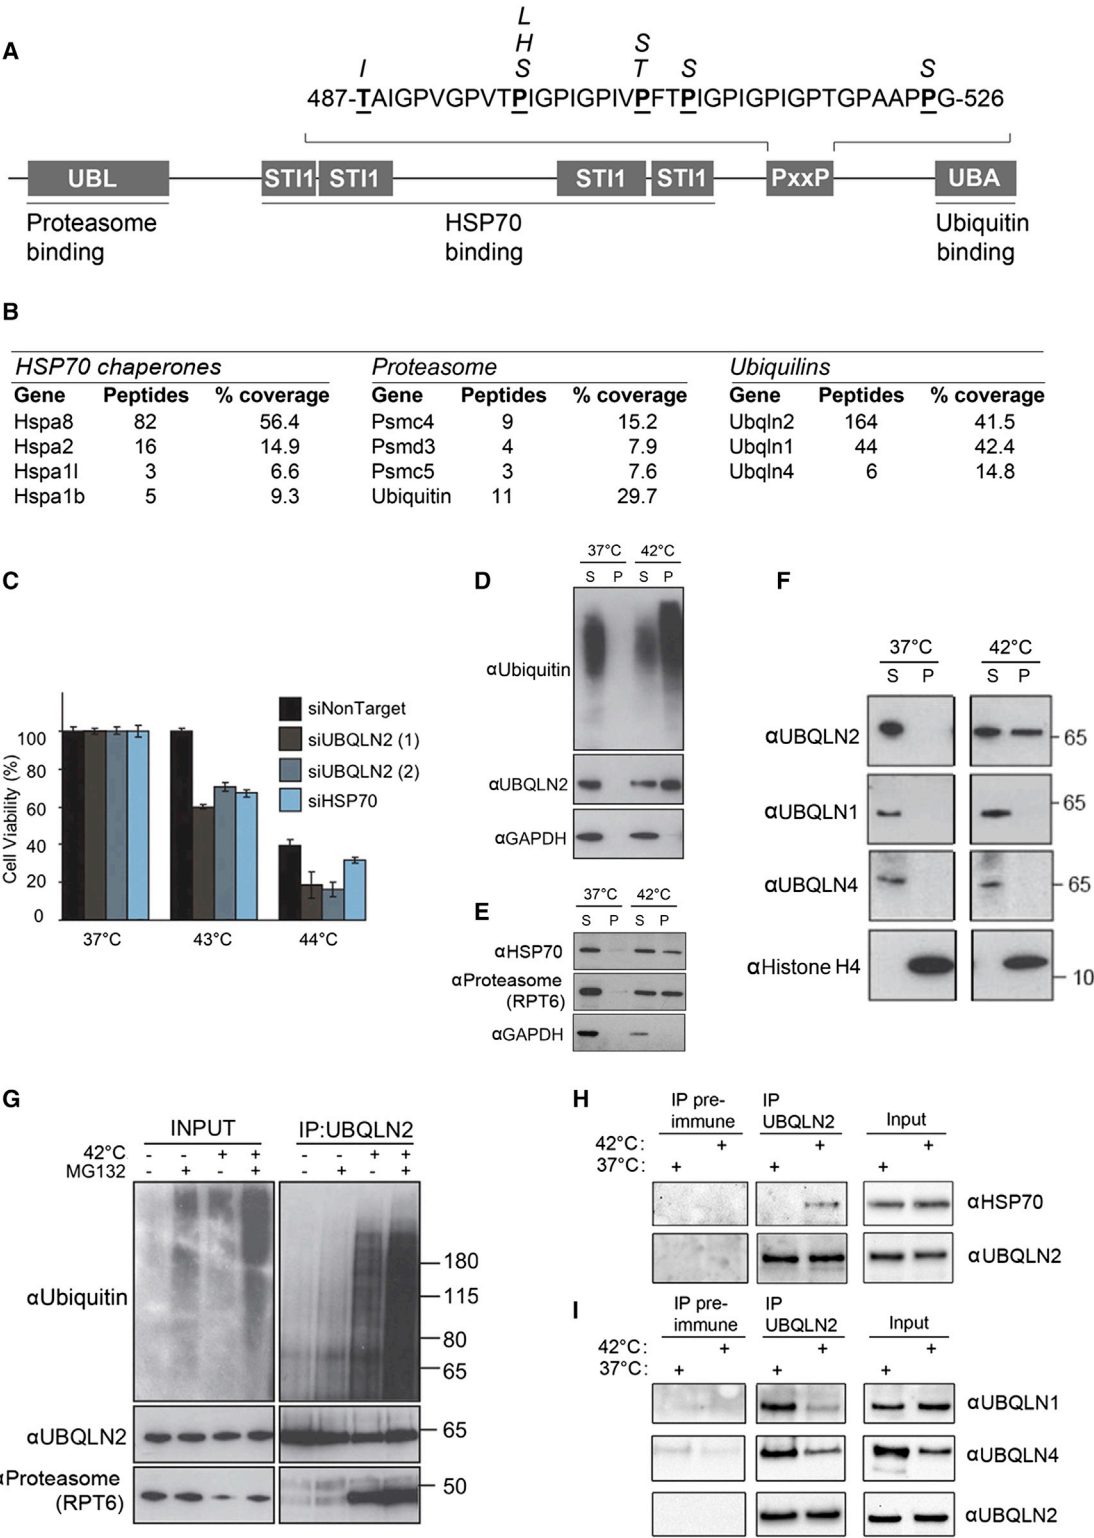 A
L
H S
I S T S S
487-TAIGPVGPVTPIGPIGPIVPFTPIGPIGPIGPTGPAAPPG-526
UBL STI1 STI1 STI1 STI1 PxxP UBA
Proteasome HSP70 Ubiquitin
binding binding binding
B
HSP70 chaperones Proteasome Ubiquilins
Gene Peptides % coverage Gene Peptides % coverage Gene Peptides % coverage
Hspa8 82 56.4 Psmc4 9 15.2 Ubqln2 164 41.5
Hspa2 16 14.9 Psmd3 4 7.9 Ubqln1 44 42.4
Hspa1l 3 6.6 Psmc5 3 7.6 Ubqln4 6 14.8
Hspa1b 5 9.3 Ubiquitin 11 29.7
C
Cell Viability (%)
100
80
60
40
20
0
37°C 43°C 44°C
siNonTarget
siUBQLN2 (1)
siUBQLN2 (2)
siHSP70
D
37°C 42°C
S P S P
αUbiquitin
αUBQLN2
αGAPDH
E
37°C 42°C
S P S P
αHSP70
αProteasome
(RPT6)
αGAPDH
F
37°C 42°C
S P S P
αUBQLN2 65
αUBQLN1 65
αUBQLN4 65
αHistone H4 10
G
INPUT IP:UBQLN2
42°C - - + + - - + +
MG132 - + - + - + - +
αUbiquitin
180
115
80
65
αUBQLN2 65
αProteasome 50
(RPT6)
H
IP pre-immune IP UBQLN2 Input
42°C: + + +
37°C: + + +
αHSP70
αUBQLN2
I
IP pre-immune IP UBQLN2 Input
42°C: + + +
37°C: + + +
αUBQLN1
αUBQLN4
αUBQLN2